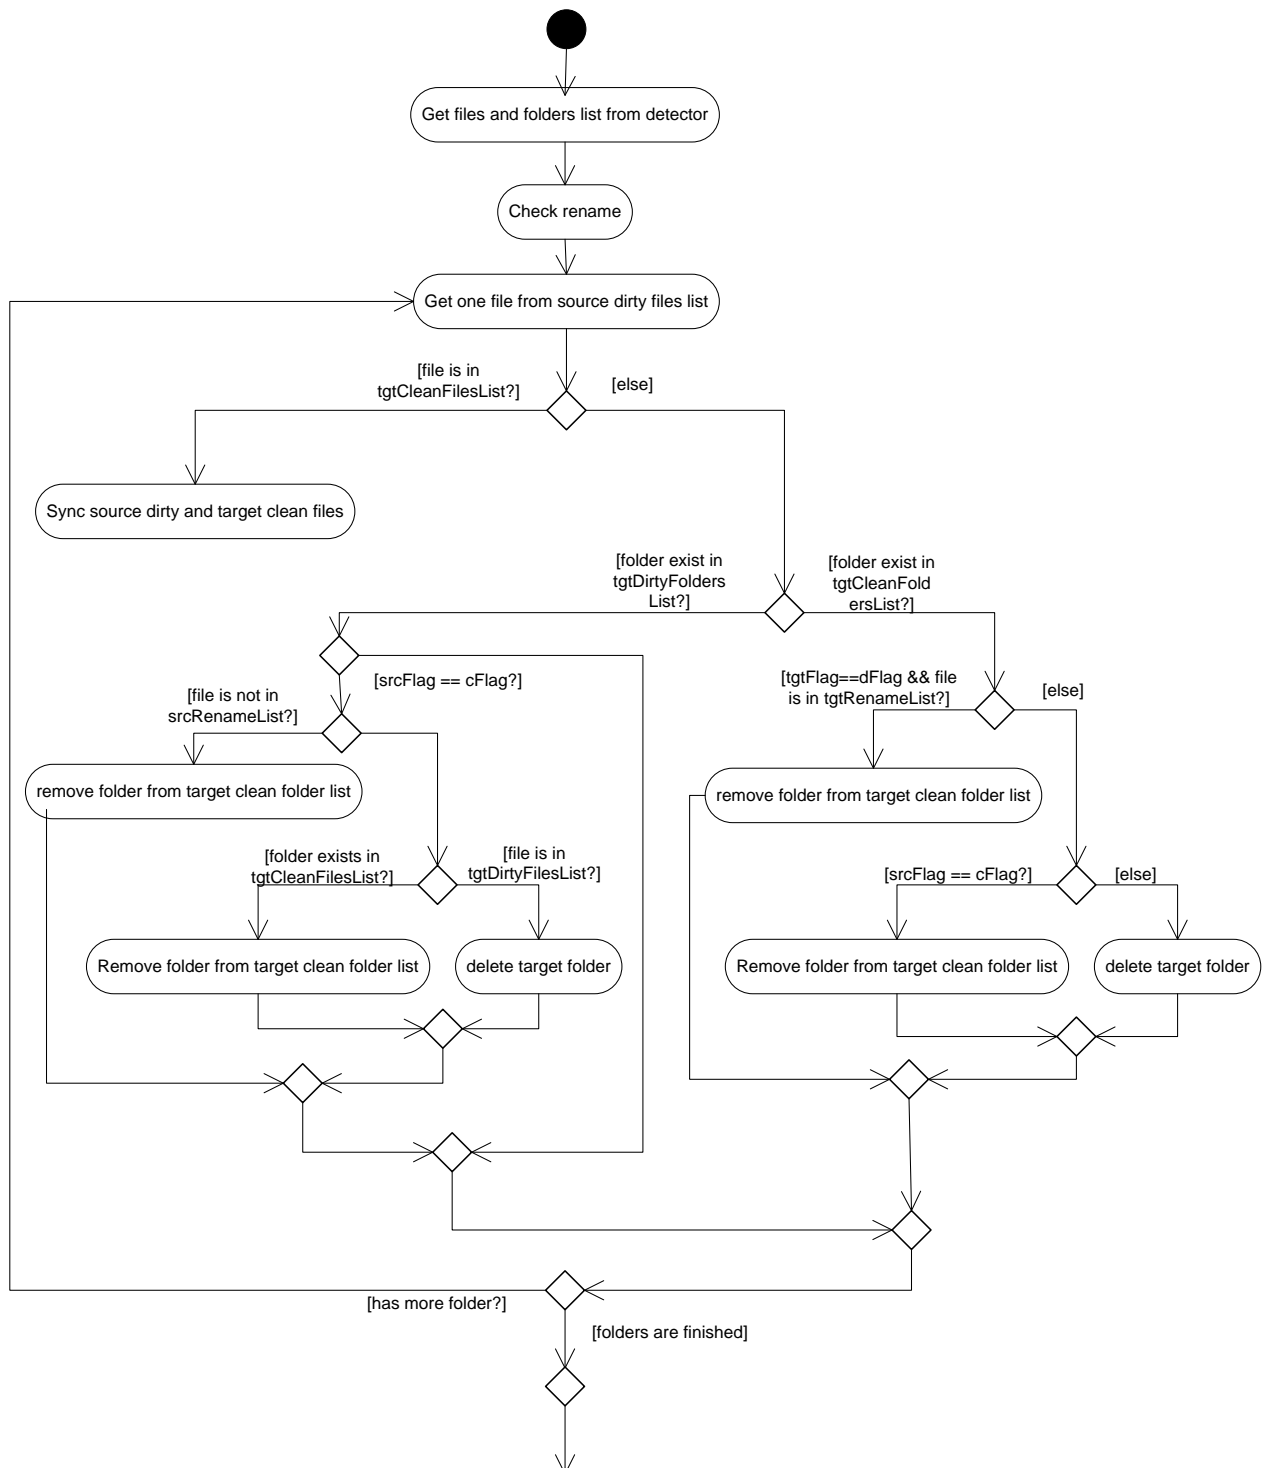 Get files and folders list from detector
Check rename
Get one file from source dirty files list
[file is in
tgtCleanFilesList?]
[else]
Sync source dirty and target clean files
[folder exist in
tgtDirtyFolders
List?]
[folder exist in
tgtCleanFold
ersList?]
[srcFlag == cFlag?]
[file is not in
srcRenameList?]
[tgtFlag==dFlag && file
is in tgtRenameList?]
[else]
remove folder from target clean folder list
remove folder from target clean folder list
[folder exists in
tgtCleanFilesList?]
[file is in
tgtDirtyFilesList?]
[srcFlag == cFlag?]
[else]
Remove folder from target clean folder list
delete target folder
Remove folder from target clean folder list
delete target folder
[has more folder?]
[folders are finished]